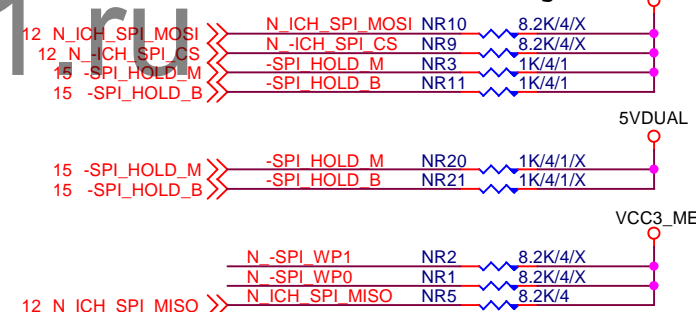 1.ru
12 N_ICH_SPI_MOSI N_ICH_SPI_MOSI NR10 8.2K/4/X
12 N_-ICH_SPI_CS N_-ICH_SPI_CS NR9 8.2K/4/X
15 -SPI_HOLD_M -SPI_HOLD_M NR3 1K/4/1
15 -SPI_HOLD_B -SPI_HOLD_B NR11 1K/4/1
5VDUAL
15 -SPI_HOLD_M -SPI_HOLD_M NR20 1K/4/1/X
15 -SPI_HOLD_B -SPI_HOLD_B NR21 1K/4/1/X
VCC3_ME
N_-SPI_WP1 NR2 8.2K/4/X
N_-SPI_WP0 NR1 8.2K/4/X
12 N_ICH_SPI_MISO N_ICH_SPI_MISO NR5 8.2K/4